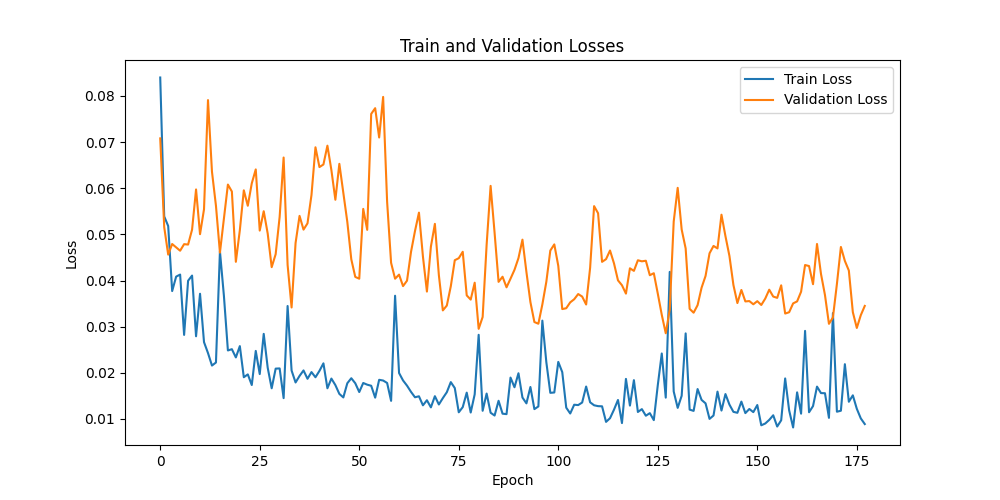 Train and Validation Losses
Train Loss
Validation Loss
0.08
0.07
0.06
0.05
0.04
0.03
0.02
0.01
Loss
0 25 50 75 100 125 150 175
Epoch